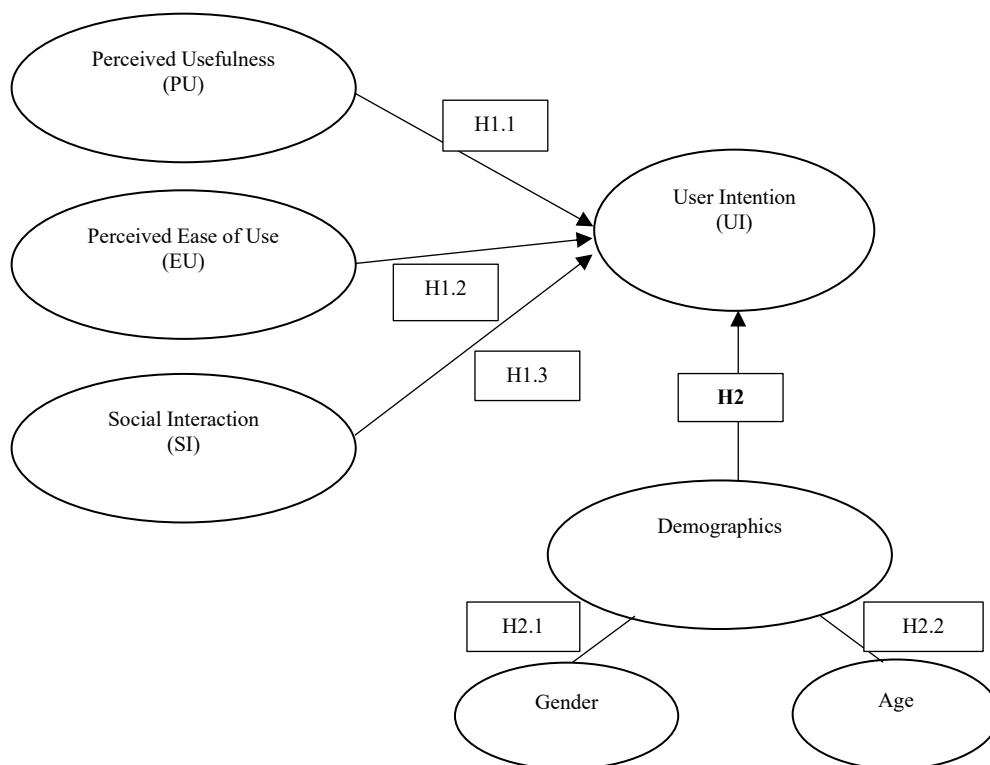 Perceived Usefulness
(PU)
H1.1
User Intention
(UI)
Perceived Ease of Use
(EU)
H1.2
H1.3
Social Interaction
(SI)
H2
Demographics
H2.1
H2.2
Gender
Age